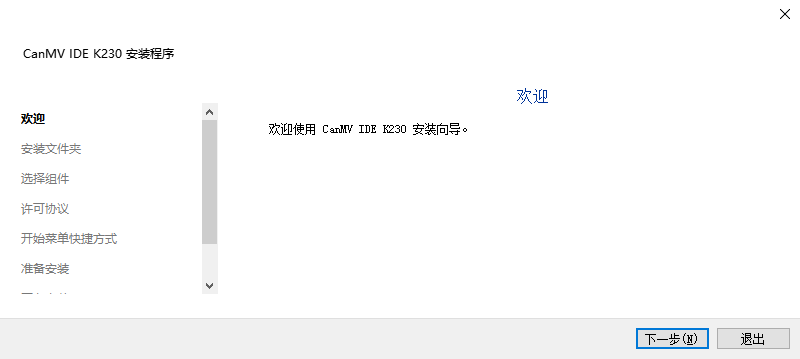 CanMV IDE K230 安装程序
欢迎
欢迎
安装文件夹
选择组件
许可协议
开始菜单快捷方式
准备安装
欢迎使用 CanMV IDE K230 安装向导。
下一步(N)
退出